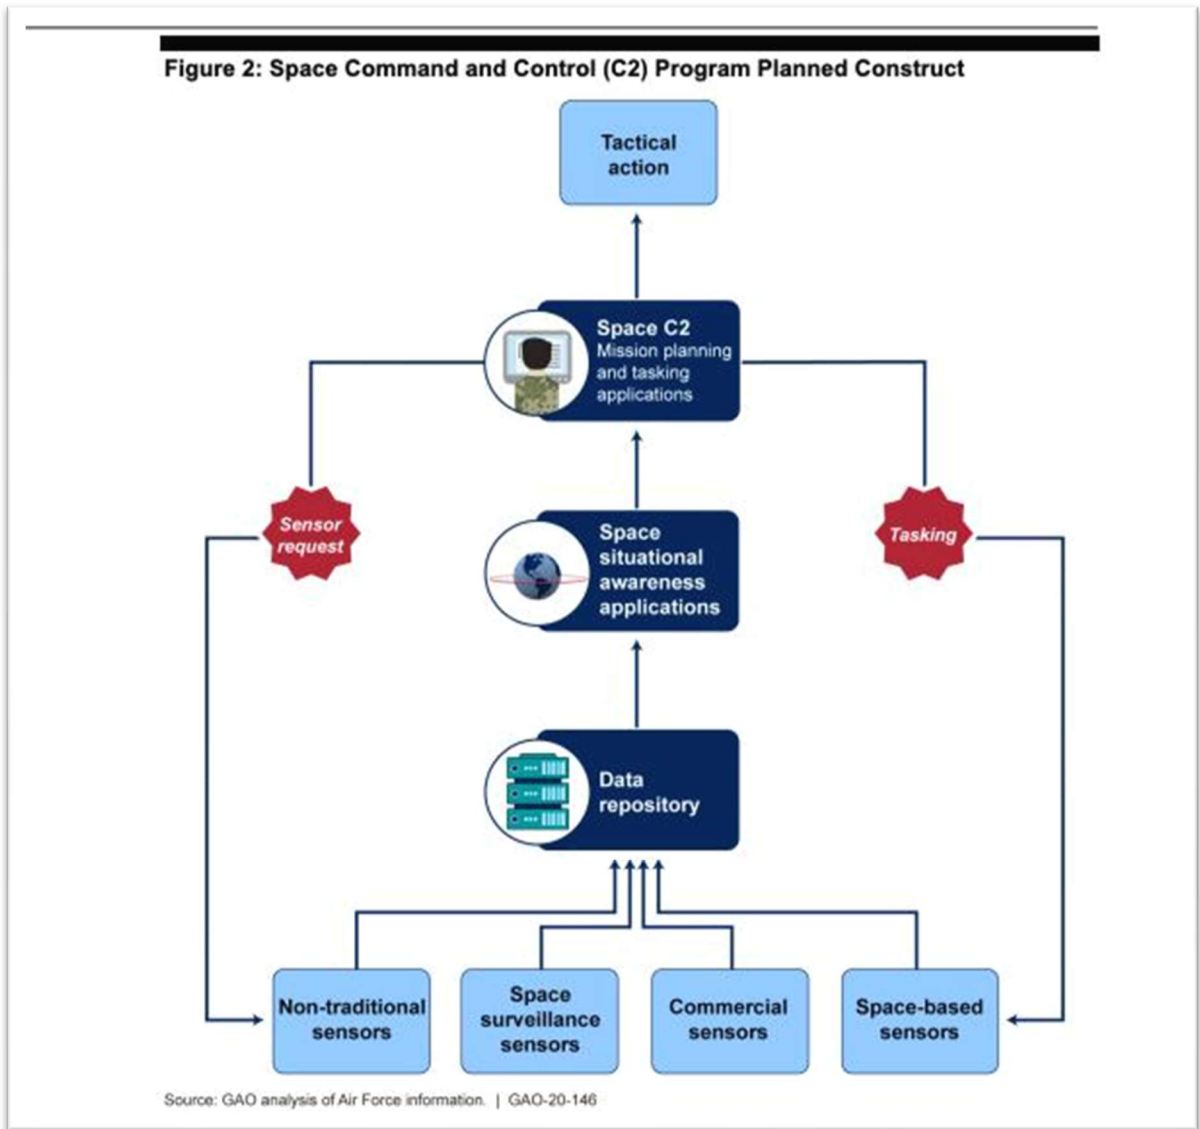 Figure 2: Space Command and Control (C2) Program Planned Construct
Tactical
action
Space C2
Mission planning
and tasking
applications
Sensor
request
Tasking
Space
situational
awareness
applications
Data
repository
Non-traditional
sensors
Space
surveillance
sensors
Commercial
sensors
Space-based
sensors
Source: GAO analysis of Air Force information. | GAO-20-146